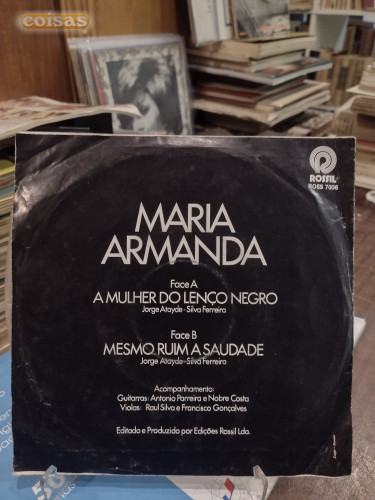 coisas
ROSSIL
ROSS 7006
MARIA
ARMANDA
Face A
A MULHER DO LENÇO NEGRO
Jorge Atayde-Silva Ferreira
Face B
MESMO RUIM A SAUDADE
Jorge Atayde-Silva Ferreira
Acompanhamento:
Guitarras: Antonio Parreira e Nobre Costa
Violas: Raul Silva e Francisco Gonçalves
Editado e Produzido por Edições Rossil Lda.